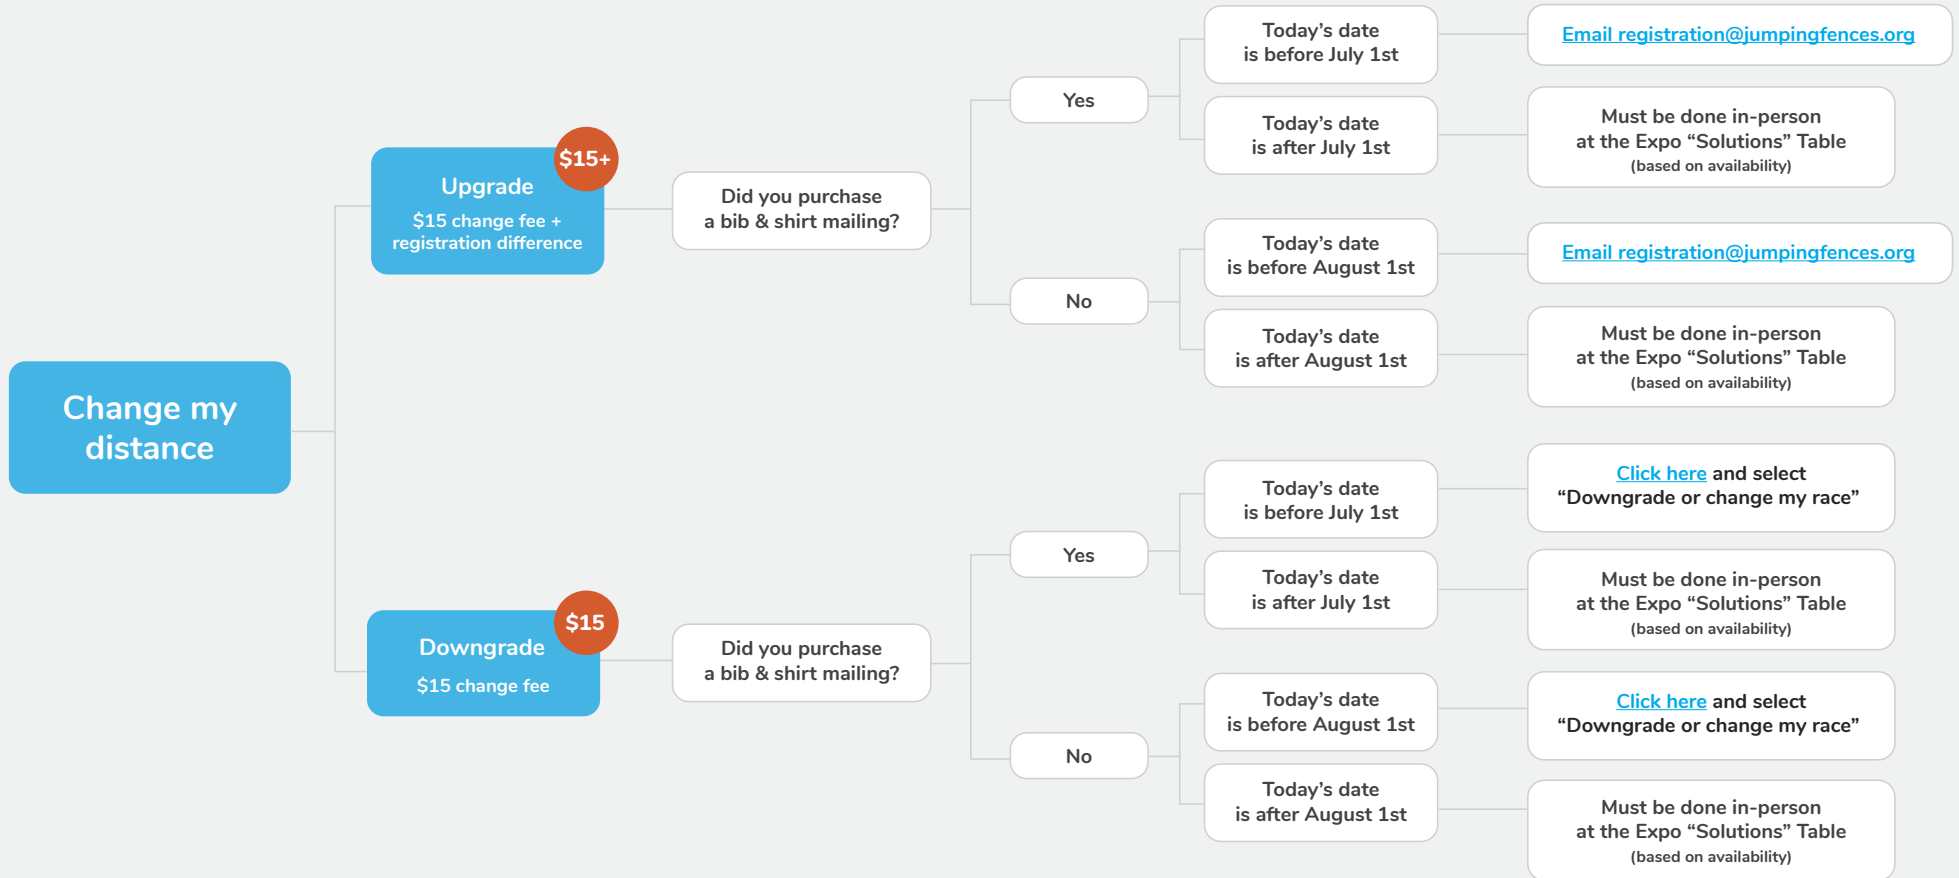 Change my
distance
$15+
Upgrade
$15 change fee +
registration difference
Did you purchase
a bib & shirt mailing?
Yes
Today’s date
is before July 1st
Email registration@jumpingfences.org
Today’s date
is after July 1st
Must be done in-person
at the Expo “Solutions” Table
(based on availability)
No
Today’s date
is before August 1st
Email registration@jumpingfences.org
Today’s date
is after August 1st
Must be done in-person
at the Expo “Solutions” Table
(based on availability)
$15
Downgrade
$15 change fee
Did you purchase
a bib & shirt mailing?
Yes
Today’s date
is before July 1st
Click here and select
“Downgrade or change my race”
Today’s date
is after July 1st
Must be done in-person
at the Expo “Solutions” Table
(based on availability)
No
Today’s date
is before August 1st
Click here and select
“Downgrade or change my race”
Today’s date
is after August 1st
Must be done in-person
at the Expo “Solutions” Table
(based on availability)